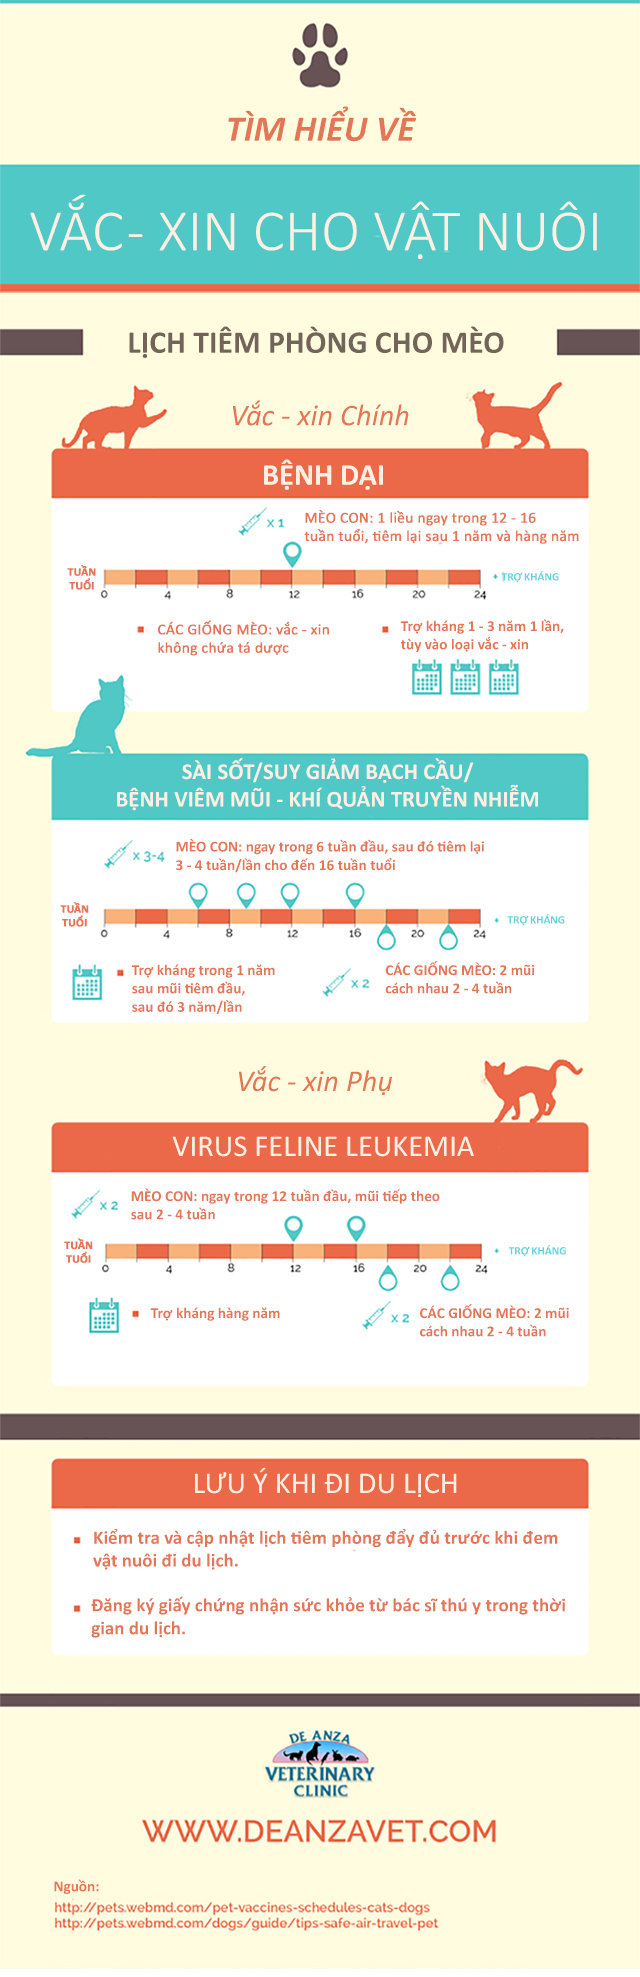 TÌM HIỂU VỀ
VẮC- XIN CHO VẬT NUÔI
LỊCH TIÊM PHÒNG CHO MÈO
Vắc - xin Chính
BỆNH DẠI
x 1
MÈO CON: 1 liều ngay trong 12 - 16
tuần tuổi, tiêm lại sau 1 năm và hàng năm
TUẦN
TUỔI
0 4 8 12 16 20 24
+ TRỢ KHÁNG
CÁC GIỐNG MÈO: vắc - xin
không chứa tá dược
Trợ kháng 1 - 3 năm 1 lần,
tùy vào loại vắc - xin
SÀI SỐT/SUY GIẢM BẠCH CẦU/
BỆNH VIÊM MŨI - KHÍ QUẢN TRUYỀN NHIỄM
x 3-4
MÈO CON: ngay trong 6 tuần đầu, sau đó tiêm lại
3 - 4 tuần/lần cho đến 16 tuần tuổi
TUẦN
TUỔI
0 4 8 12 16 20 24
+ TRỢ KHÁNG
Trợ kháng trong 1 năm
sau mũi tiêm đầu,
sau đó 3 năm/lần
x 2
CÁC GIỐNG MÈO: 2 mũi
cách nhau 2 - 4 tuần
Vắc - xin Phụ
VIRUS FELINE LEUKEMIA
x 2
MÈO CON: ngay trong 12 tuần đầu, mũi tiếp theo
sau 2 - 4 tuần
TUẦN
TUỔI
0 4 8 12 16 20 24
+ TRỢ KHÁNG
Trợ kháng hàng năm
x 2
CÁC GIỐNG MÈO: 2 mũi
cách nhau 2 - 4 tuần
LƯU Ý KHI ĐI DU LỊCH
Kiểm tra và cập nhật lịch tiêm phòng đẩy đủ trước khi đem
vật nuôi đi du lịch.
Đăng ký giấy chứng nhận sức khỏe từ bác sĩ thú y trong thời
gian du lịch.
DE ANZA
VETERINARY
CLINIC
WWW.DEANZAVET.COM
Nguồn:
http://pets.webmd.com/pet-vaccines-schedules-cats-dogs
http://pets.webmd.com/dogs/guide/tips-safe-air-travel-pet